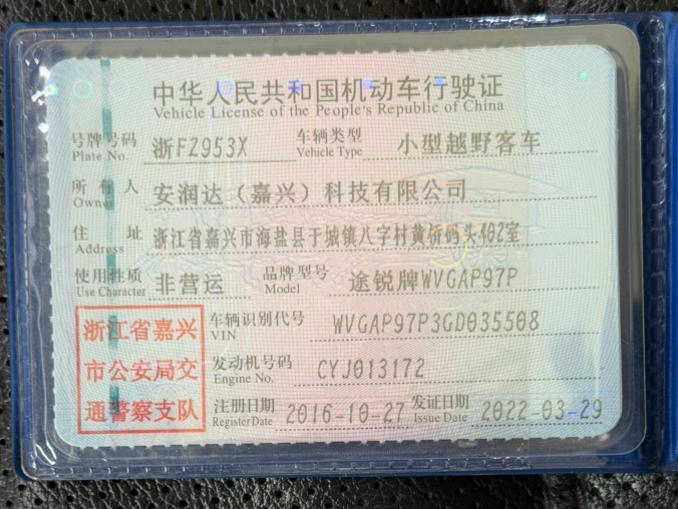 中华人民共和国机动车行驶证
Vehicle License of the People's Republic of China
号牌号码 浙FZ953X 车辆类型 小型越野客车
Plate No. Vehicle Type
所有人 安润达（嘉兴）科技有限公司
Owner
住址 浙江省嘉兴市海盐县于城镇八字村黄桥码头402室
Address
使用性质 非营运 品牌型号 途锐牌WVGAP97P
Use Character Model
浙江省嘉兴
市公安局交
通警察支队
车辆识别代号 WVGAP97P3GD035508
VIN
发动机号码 CYJ013172
Engine No.
注册日期 2016-10-27 发证日期 2022-03-29
Register Date Issue Date